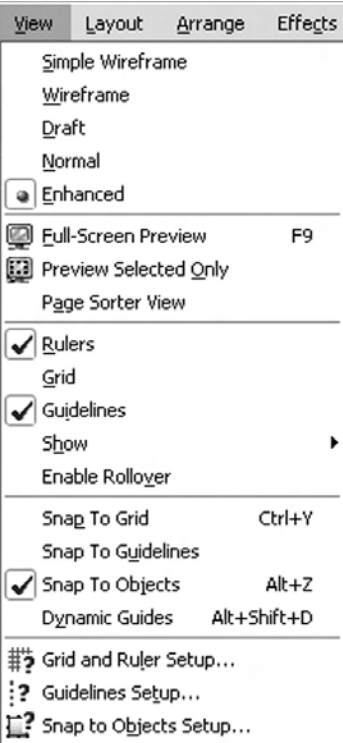 View Layout Arrange Effects
Simple Wireframe
Wireframe
Draft
Normal
Enhanced
Full-Screen Preview F9
Preview Selected Only
Page Sorter View
Rulers
Grid
Guidelines
Show
Enable Rollover
Snap To Grid Ctrl+Y
Snap To Guidelines
Snap To Objects Alt+Z
Dynamic Guides Alt+Shift+D
Grid and Ruler Setup...
Guidelines Setup...
Snap to Objects Setup...